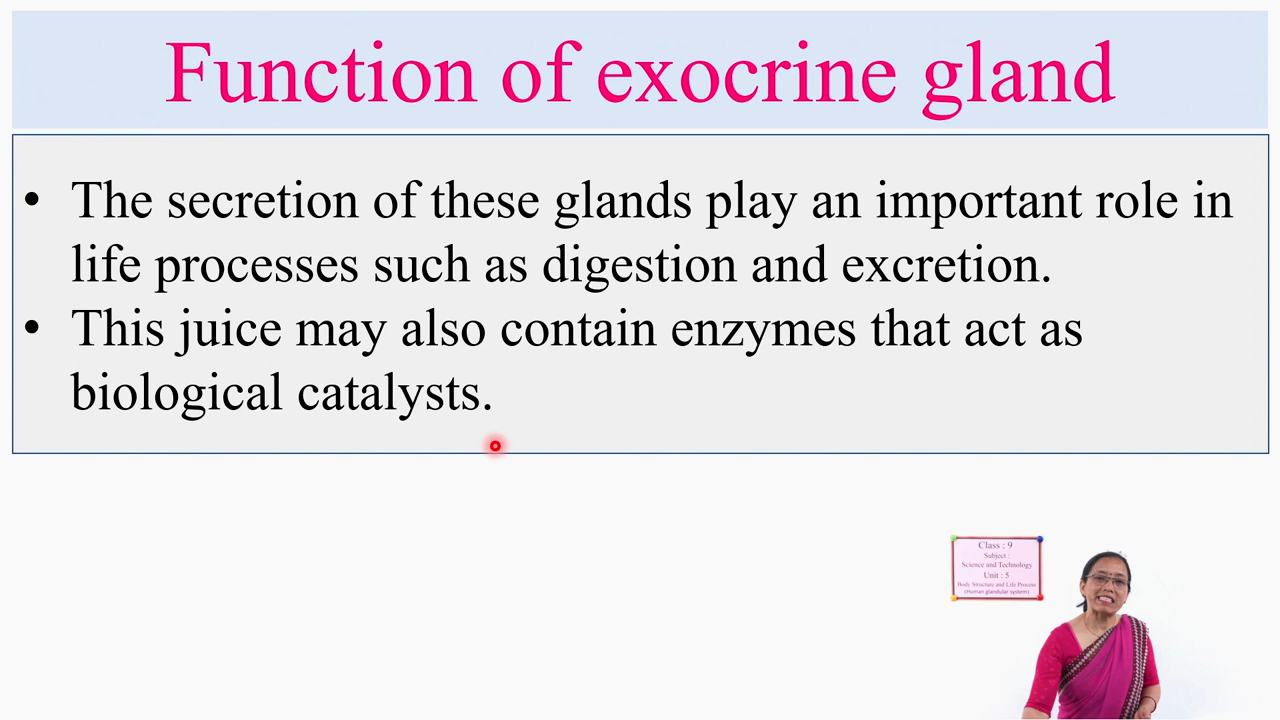 Function of exocrine gland
• The secretion of these glands play an important role in
life processes such as digestion and excretion.
• This juice may also contain enzymes that act as
biological catalysts.
Class : 9
Subject :
Science and Technology
Unit : 5
Body Structure and Life Process
(Human glandular system)